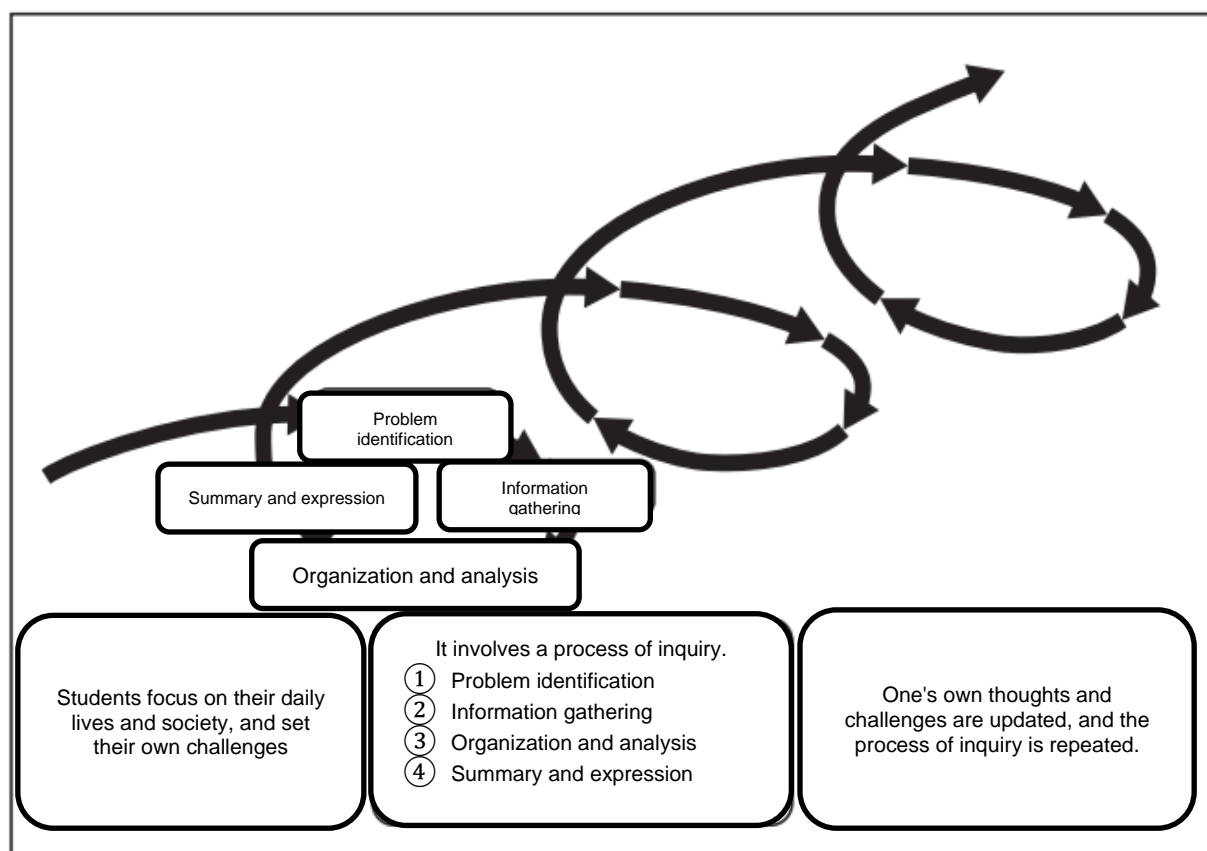 Problem
identification
Summary and expression
Information
gathering
Organization and analysis
Students focus on their daily
lives and society, and set
their own challenges
It involves a process of inquiry.
① Problem identification
② Information gathering
③ Organization and analysis
④ Summary and expression
One's own thoughts and
challenges are updated, and the
process of inquiry is repeated.